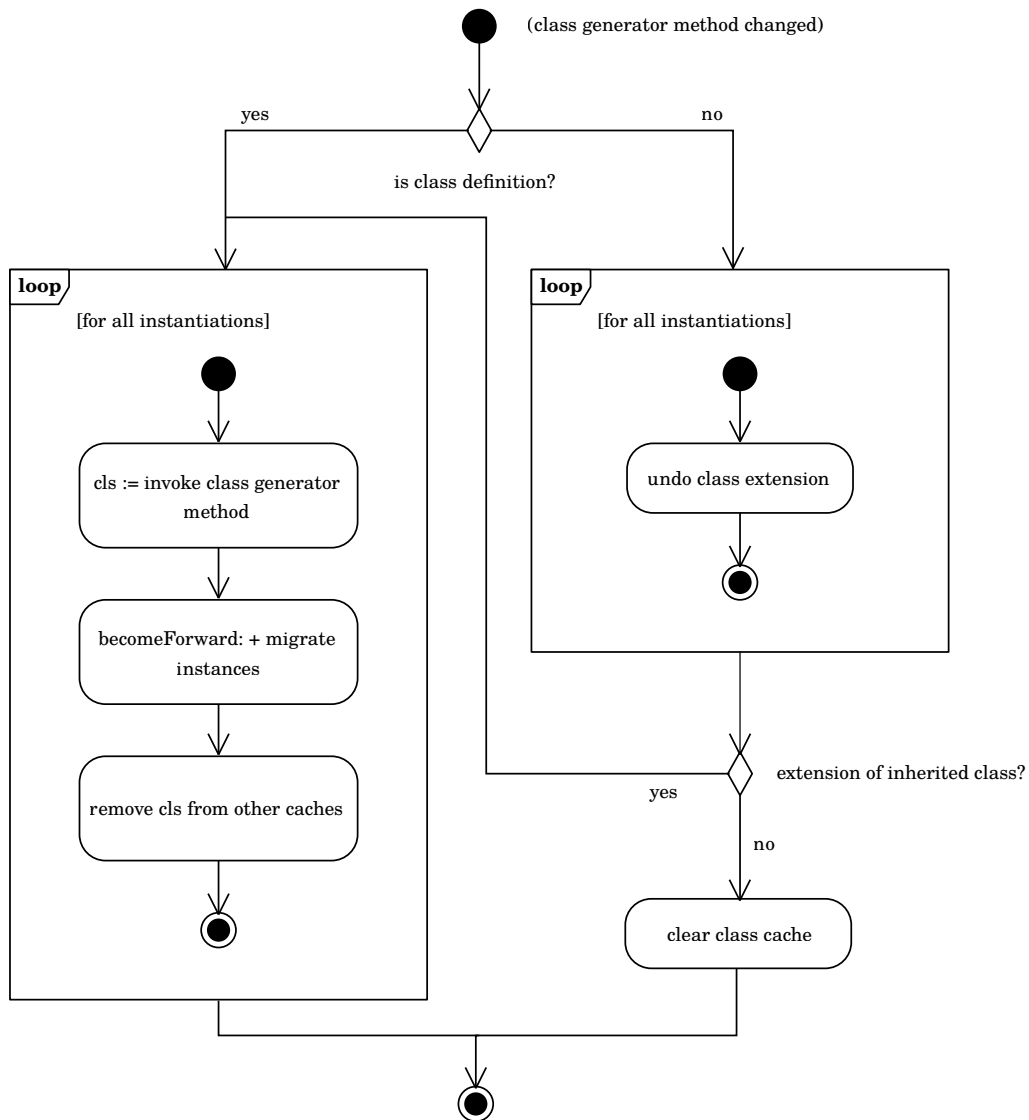 (class generator method changed)
yes
no
is class definition?
loop
[for all instantiations]
cls := invoke class generator
method
becomeForward: + migrate
instances
remove cls from other caches
loop
[for all instantiations]
undo class extension
extension of inherited class?
yes
no
clear class cache